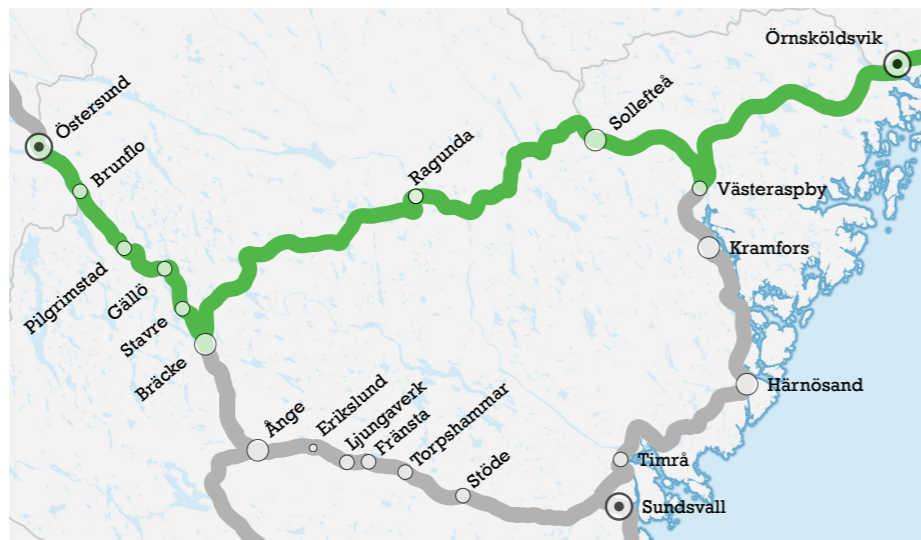 Örnsköldsvik
Östersund
Brunflo
Sollefteå
Ragunda
Västeraspby
Pilgrimstad
Kramfors
Gällö
Stavre
Bräcke
Härnösand
Ånge
Erikslund
Ljungaverk
Fränsta
Torpshammar
Stöde
Timrå
Sundsvall